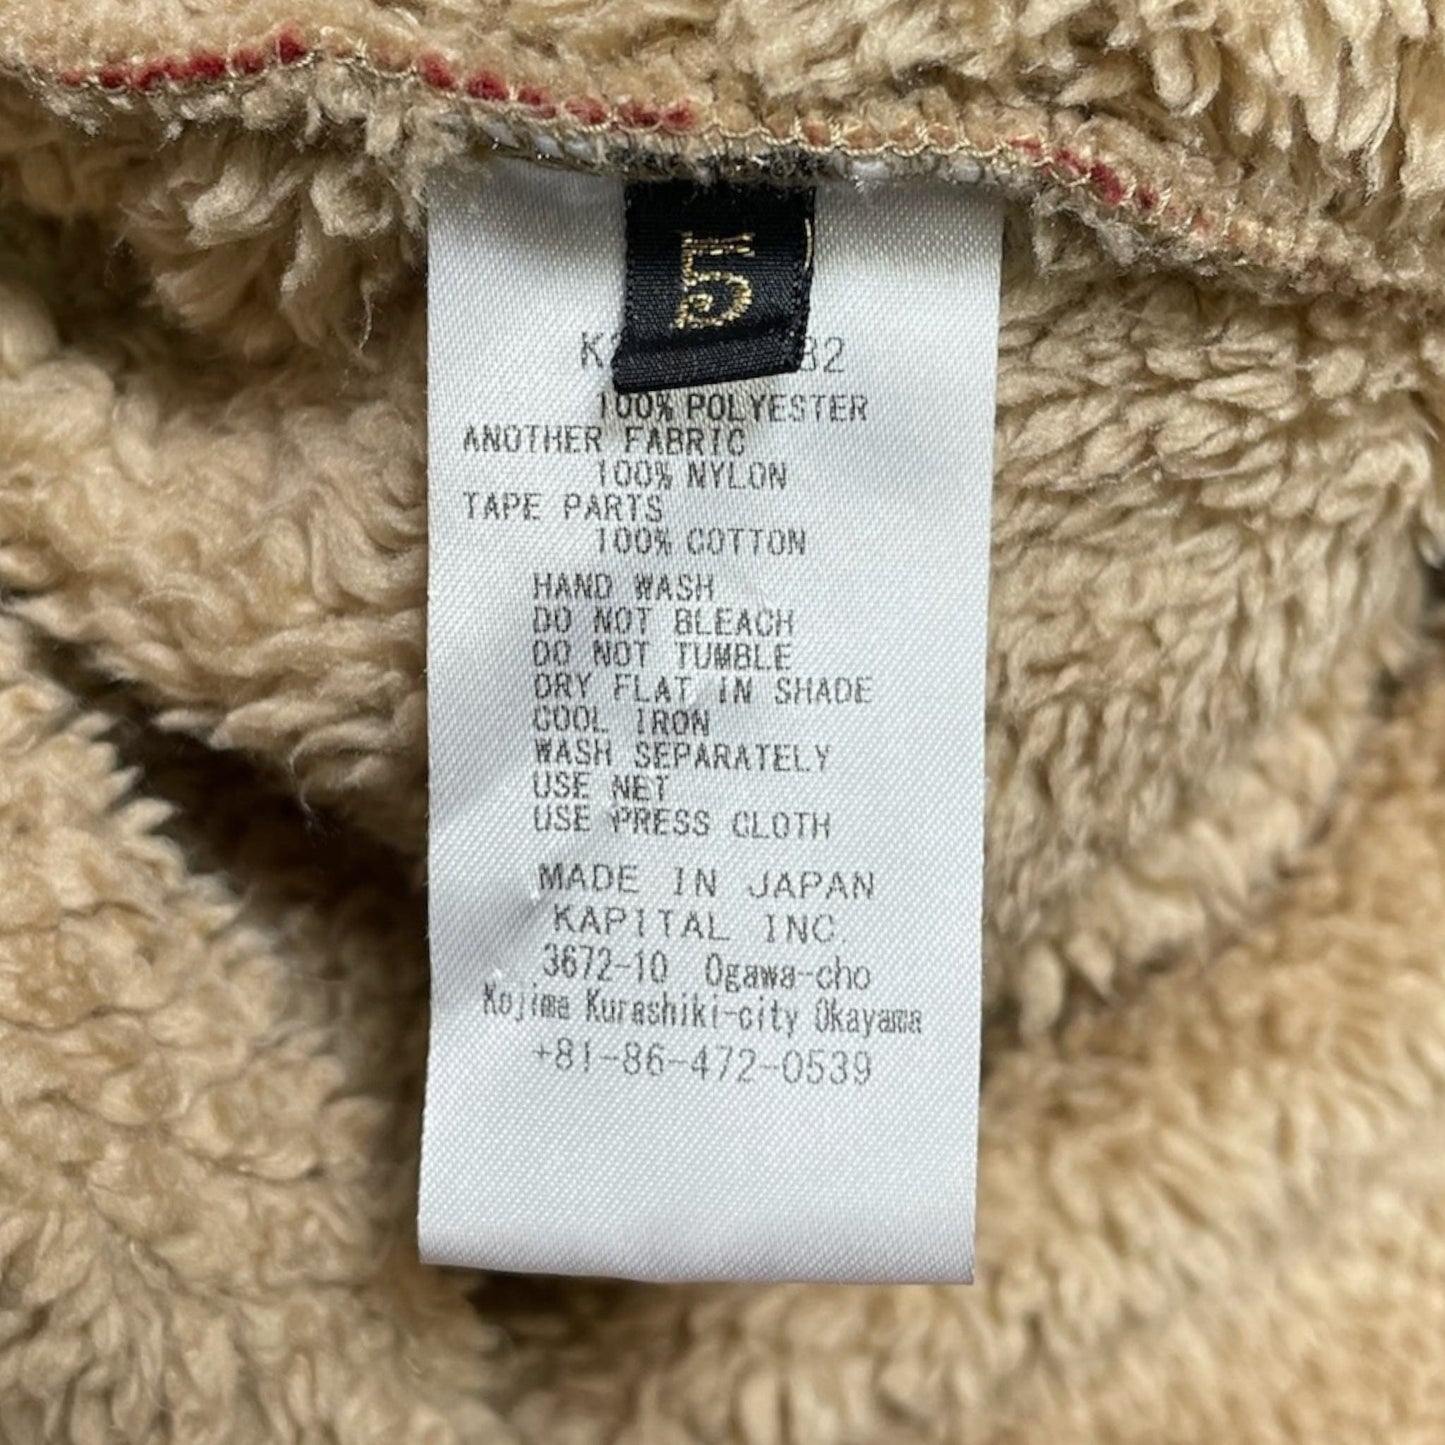 5
100% POLYESTER
ANOTHER FABRIC
100% NYLON
TAPE PARTS
100% COTTON
HAND WASH
DO NOT BLEACH
DO NOT TUMBLE
DRY FLAT IN SHADE
COOL IRON
WASH SEPARATELY
USE NET
USE PRESS CLOTH
MADE IN JAPAN
KAPITAL INC.
3672-10 Ogawa-cho
Kojima Kurashiki-city Okayama
+81-86-472-0539